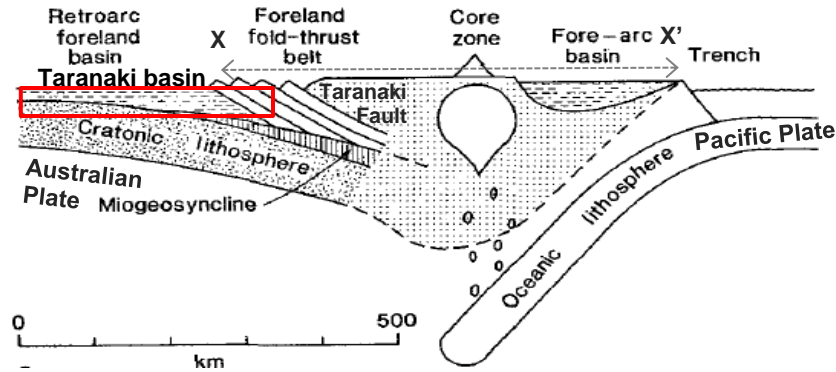 Retroarc
foreland
basin
X
Foreland
fold-thrust
belt
Core
zone
Fore-arc
basin
X'
Trench
Taranaki basin
Taranaki
Fault
Cratonic lithosphere
Australian
Plate
Miogeosyncline
Pacific Plate
Oceanic lithosphere
0
500
km